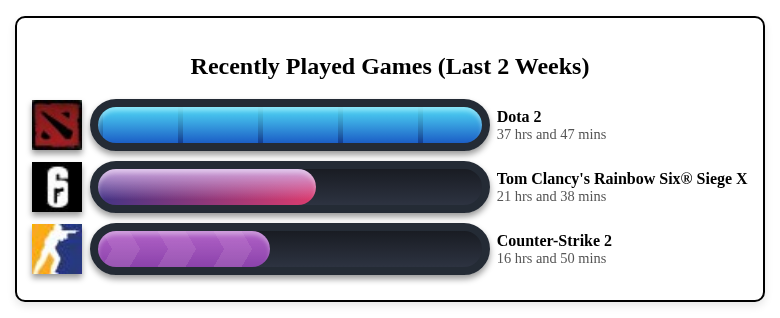 Recently Played Games (Last 2 Weeks)
Dota 2
37 hrs and 47 mins
Tom Clancy's Rainbow Six® Siege X
21 hrs and 38 mins
Counter-Strike 2
16 hrs and 50 mins